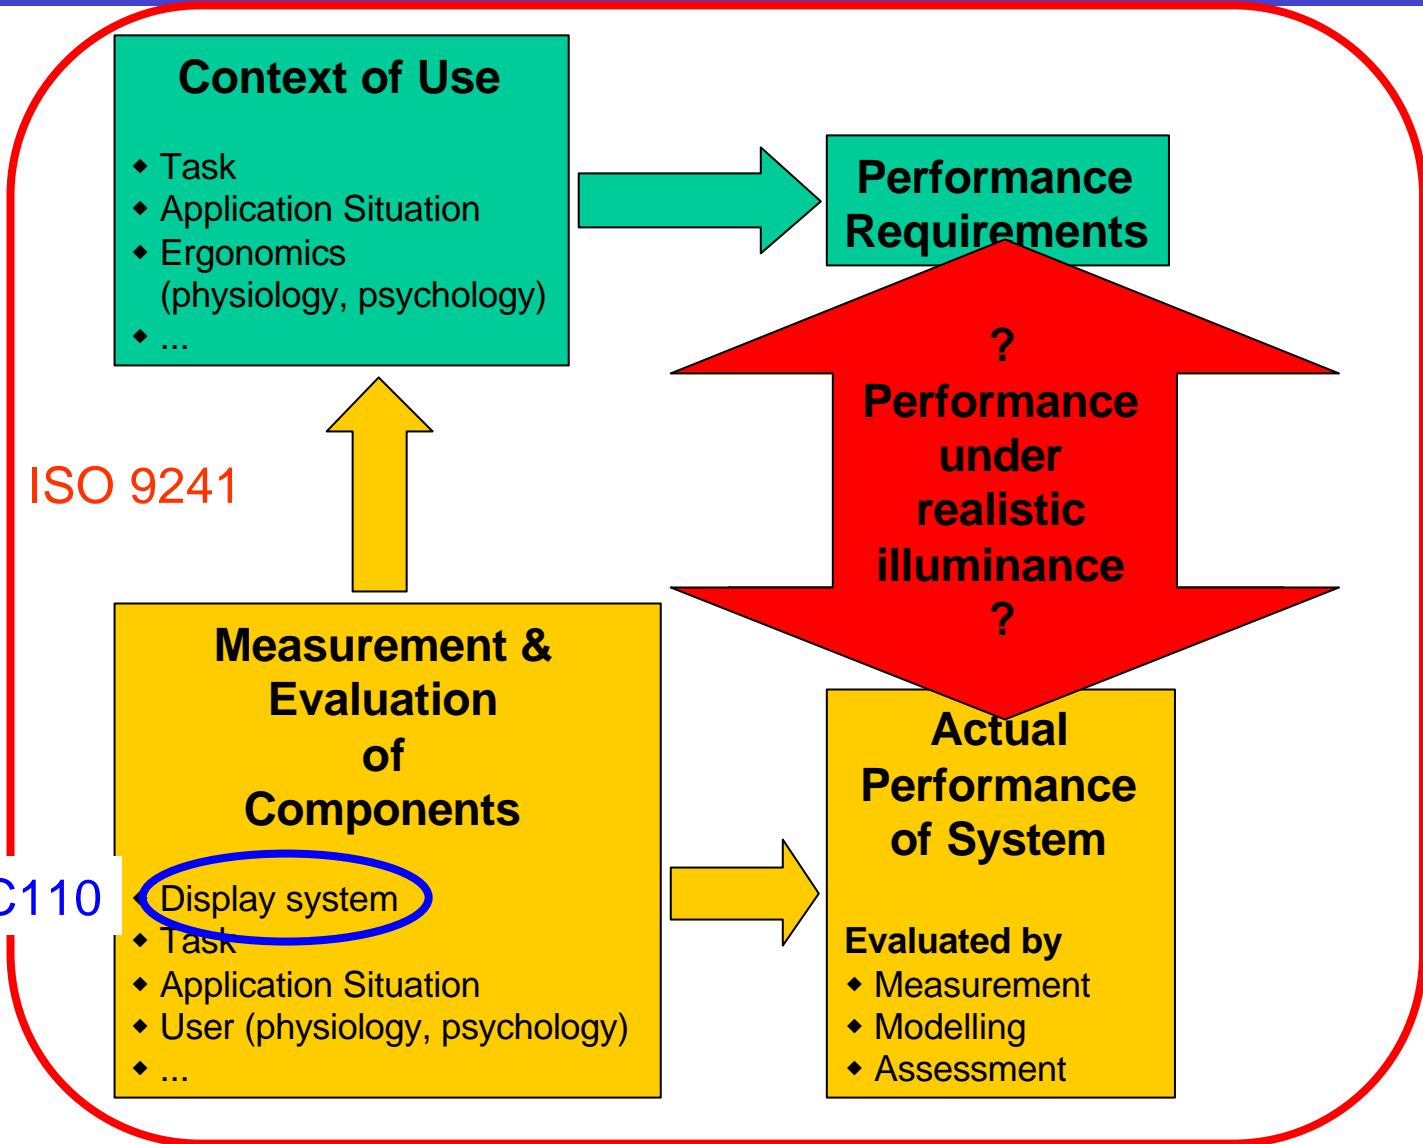 Context of Use
◆ Task
◆ Application Situation
◆ Ergonomics
(physiology, psychology)
◆ ...
Performance
Requirements
?
Performance
under
realistic
illuminance
?
ISO 9241
Measurement &
Evaluation
of
Components
C110
◆ Display system
◆ Task
◆ Application Situation
◆ User (physiology, psychology)
◆ ...
Actual
Performance
of System
Evaluated by
◆ Measurement
◆ Modelling
◆ Assessment